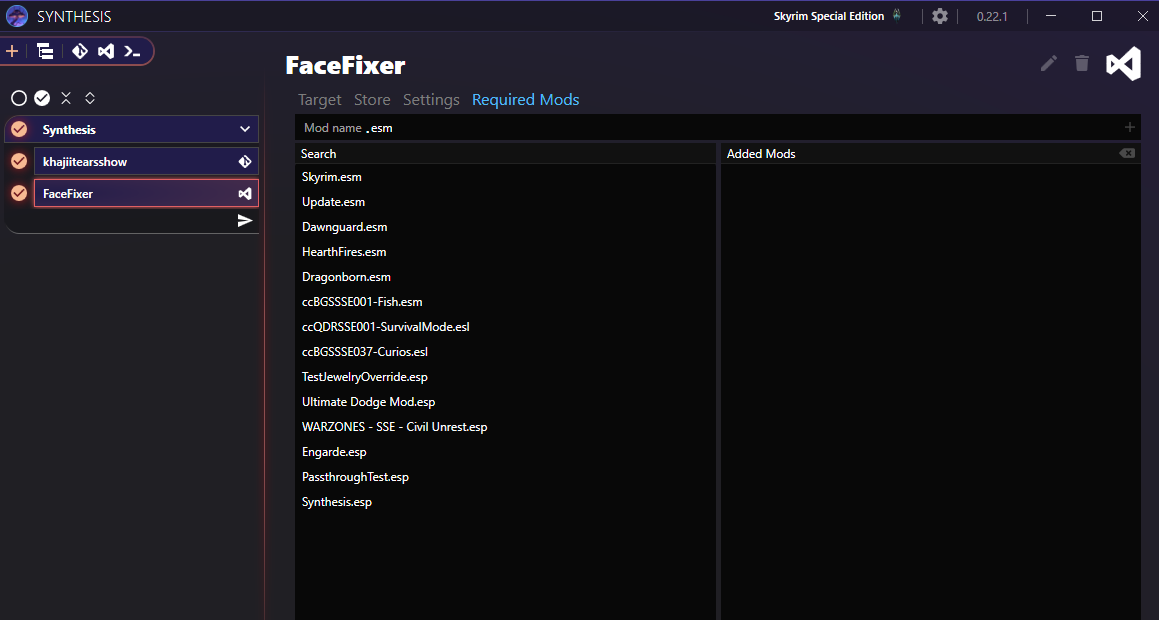 SYNTHESIS
Skyrim Special Edition
0.22.1
FaceFixer
Target Store Settings Required Mods
Mod name .esm
Synthesis
khajiitearsshow
FaceFixer
Search
Skyrim.esm
Update.esm
Dawnguard.esm
HearthFires.esm
Dragonborn.esm
ccBGSSSE001-Fish.esm
ccQDRSSE001-SurvivalMode.esl
ccBGSSSE037-Curios.esl
TestJewelryOverride.esp
Ultimate Dodge Mod.esp
WARZONES - SSE - Civil Unrest.esp
Engarde.esp
PassthroughTest.esp
Synthesis.esp
Added Mods